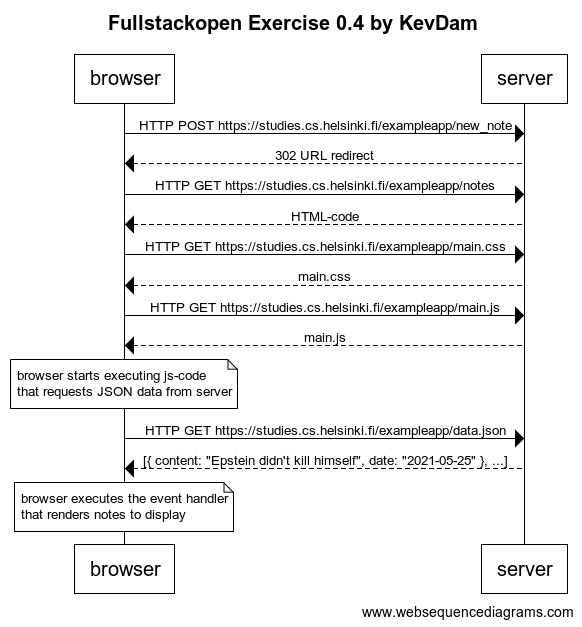 Fullstackopen Exercise 0.4 by KevDam
browser
server
HTTP POST https://studies.cs.helsinki.fi/exampleapp/new_note
302 URL redirect
HTTP GET https://studies.cs.helsinki.fi/exampleapp/notes
HTML-code
HTTP GET https://studies.cs.helsinki.fi/exampleapp/main.css
main.css
HTTP GET https://studies.cs.helsinki.fi/exampleapp/main.js
main.js
browser starts executing js-code
that requests JSON data from server
HTTP GET https://studies.cs.helsinki.fi/exampleapp/data.json
[{ content: "Epstein didn't kill himself", date: "2021-05-25" }, ...]
browser executes the event handler
that renders notes to display
browser
server
www.websequencediagrams.com